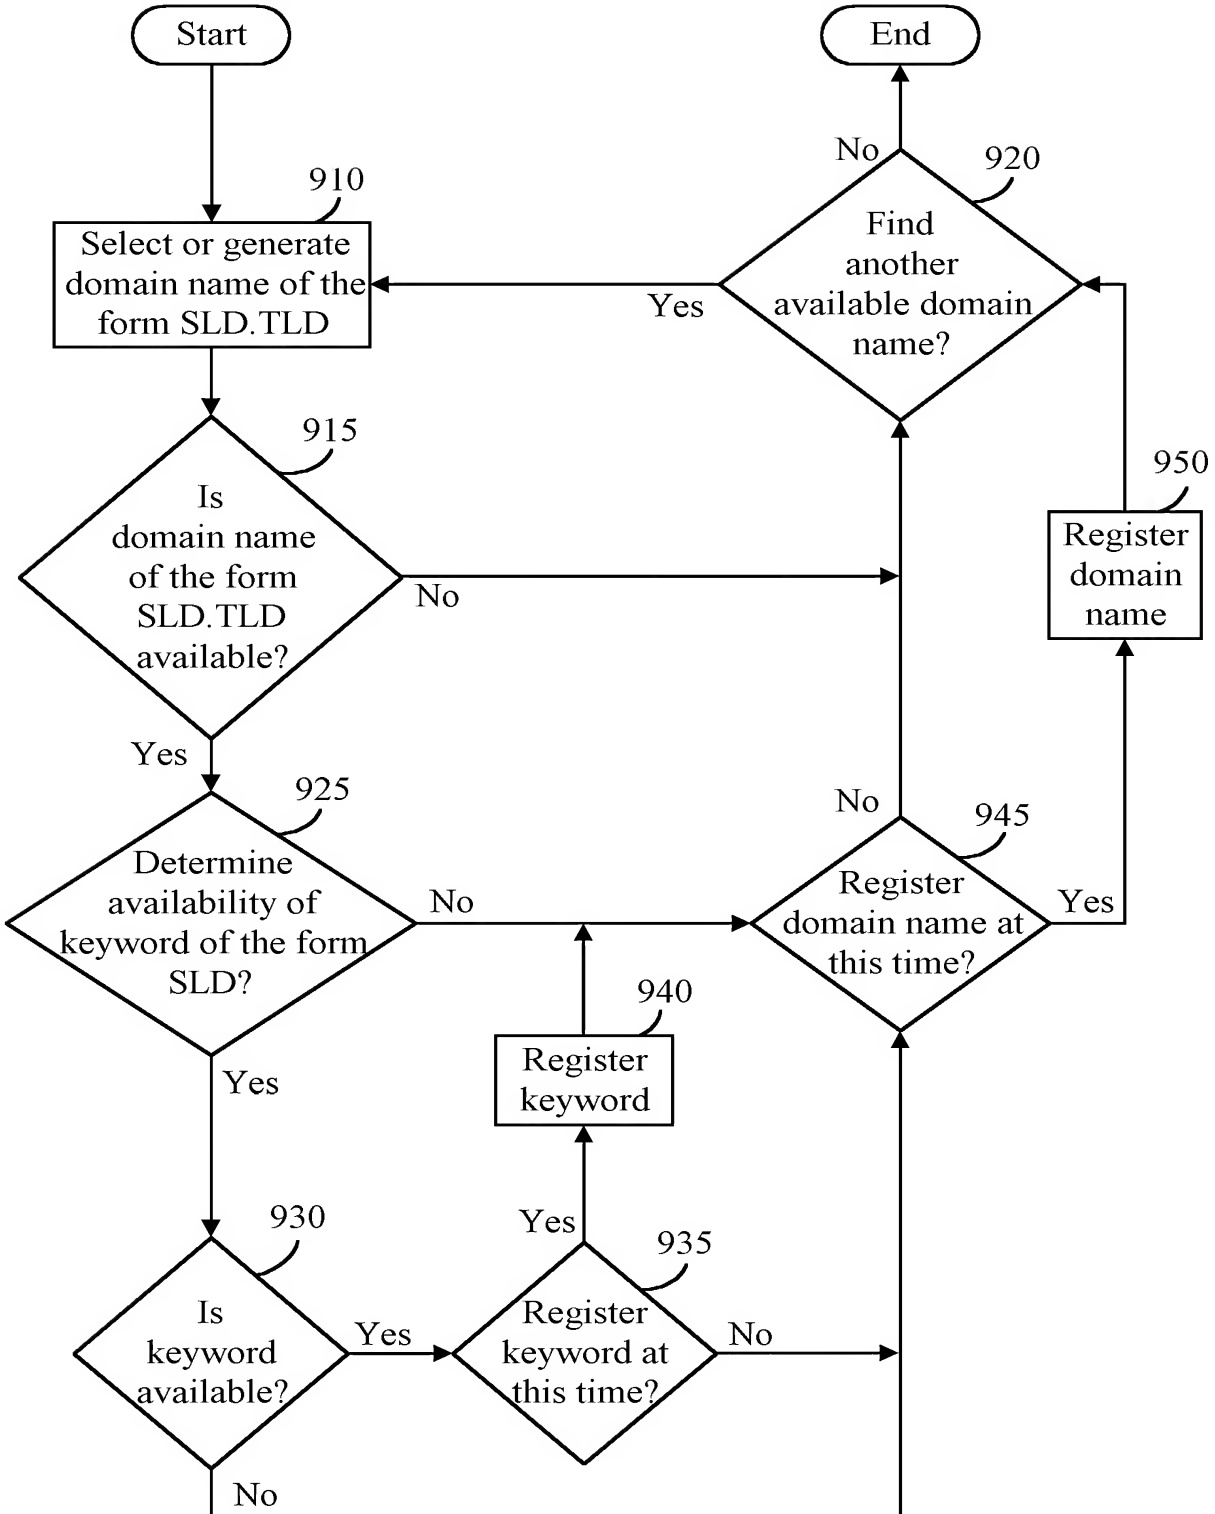 Start
End
910
Select or generate
domain name of the
form SLD.TLD
No
920
Find
another
available domain
name?
Yes
915
Is
domain name
of the form
SLD.TLD
available?
No
950
Register
domain
name
Yes
925
Determine
availability of
keyword of the form
SLD?
No
No
945
Register
domain name at
this time?
Yes
940
Register
keyword
Yes
930
Is
keyword
available?
Yes
Yes
935
Register
keyword at
this time?
No
No